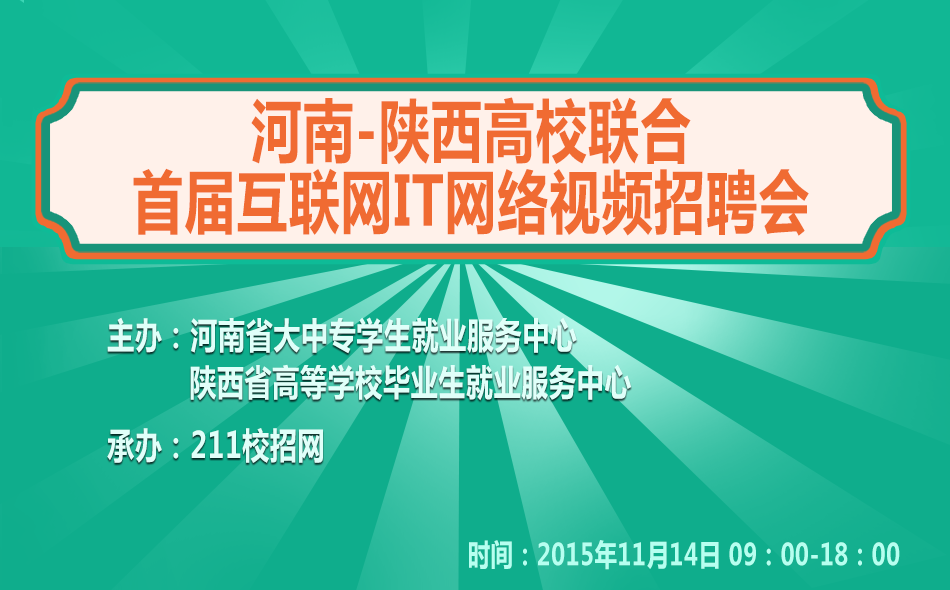 河南-陕西高校联合
首届互联网IT网络视频招聘会
主办：河南省大中专学生就业服务中心
陕西省高等学校毕业生就业服务中心
承办：211校招网
时间：2015年11月14日 09：00-18：00